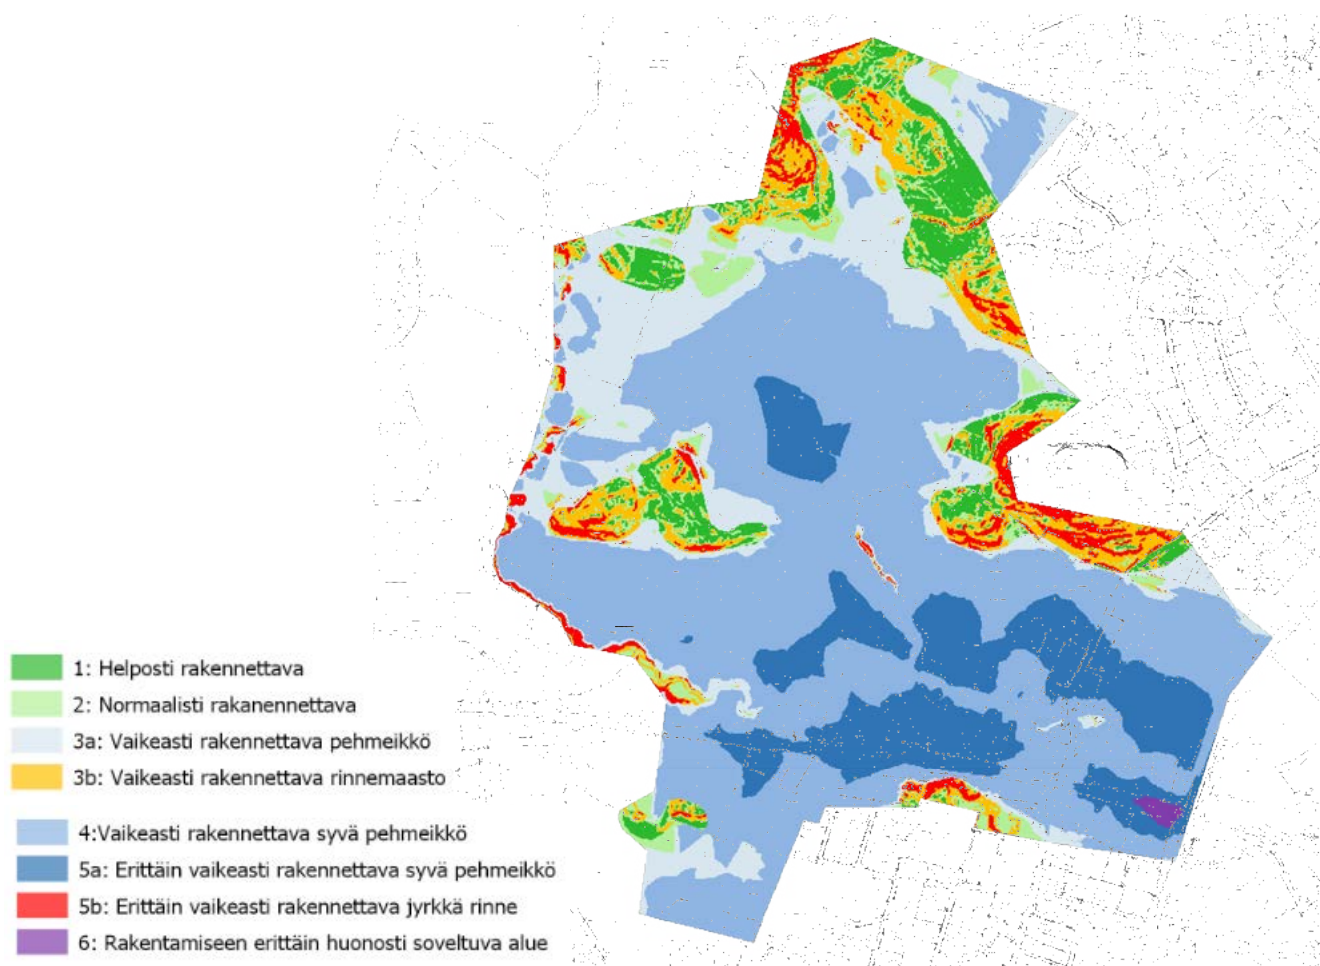 1: Helposti rakennettava
2: Normaalisti rakanennettava
3a: Vaikeasti rakennettava pehmeikkö
3b: Vaikeasti rakennettava rinnemaasto
4:Vaikeasti rakennettava syvä pehmeikkö
5a: Erittäin vaikeasti rakennettava syvä pehmeikkö
5b: Erittäin vaikeasti rakennettava jyrkkä rinne
6: Rakentamiseen erittäin huonosti soveltuva alue